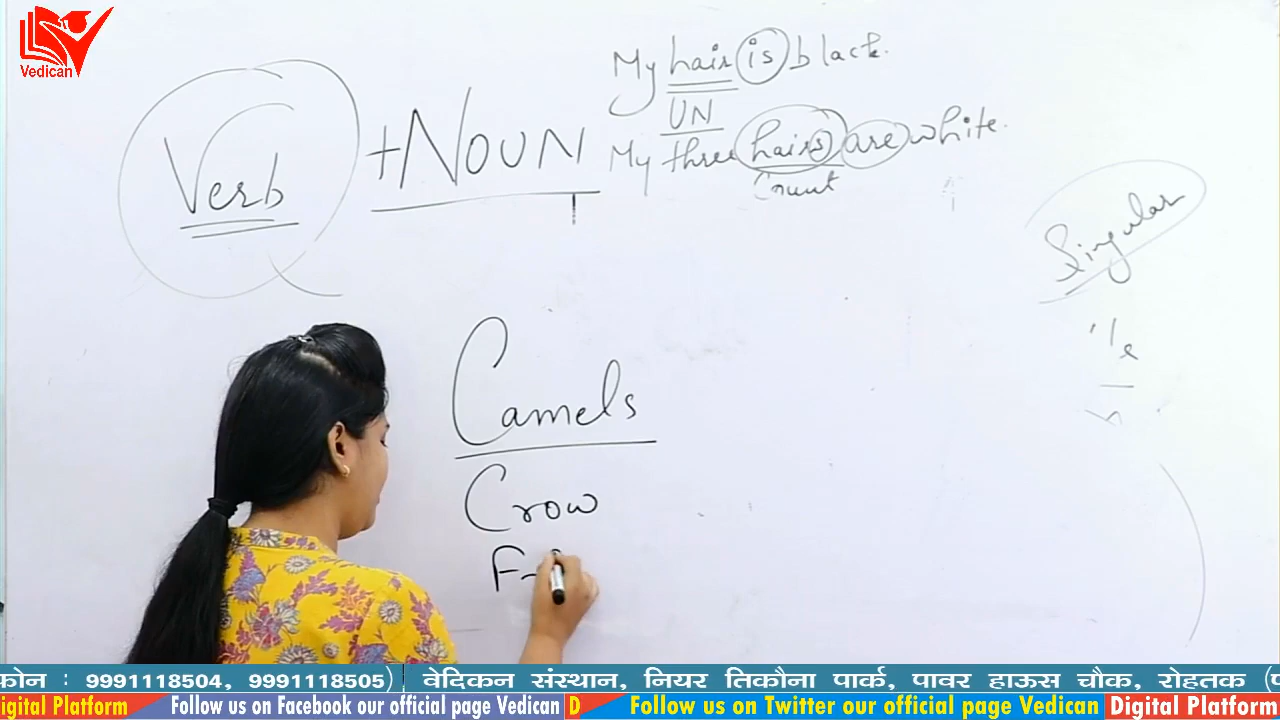 Vedican
My hair is black.
UN
My three hairs are white.
Count
Verb + NOUN
Singular
Camels
Crow
F
फोन : 9991118504, 9991118505) वेदिकन संस्थान, नियर तिकौना पार्क, पावर हाऊस चौक, रोहतक (प
igital Platform Follow us on Facebook our official page Vedican D Follow us on Twitter our official page Vedican Digital Platform